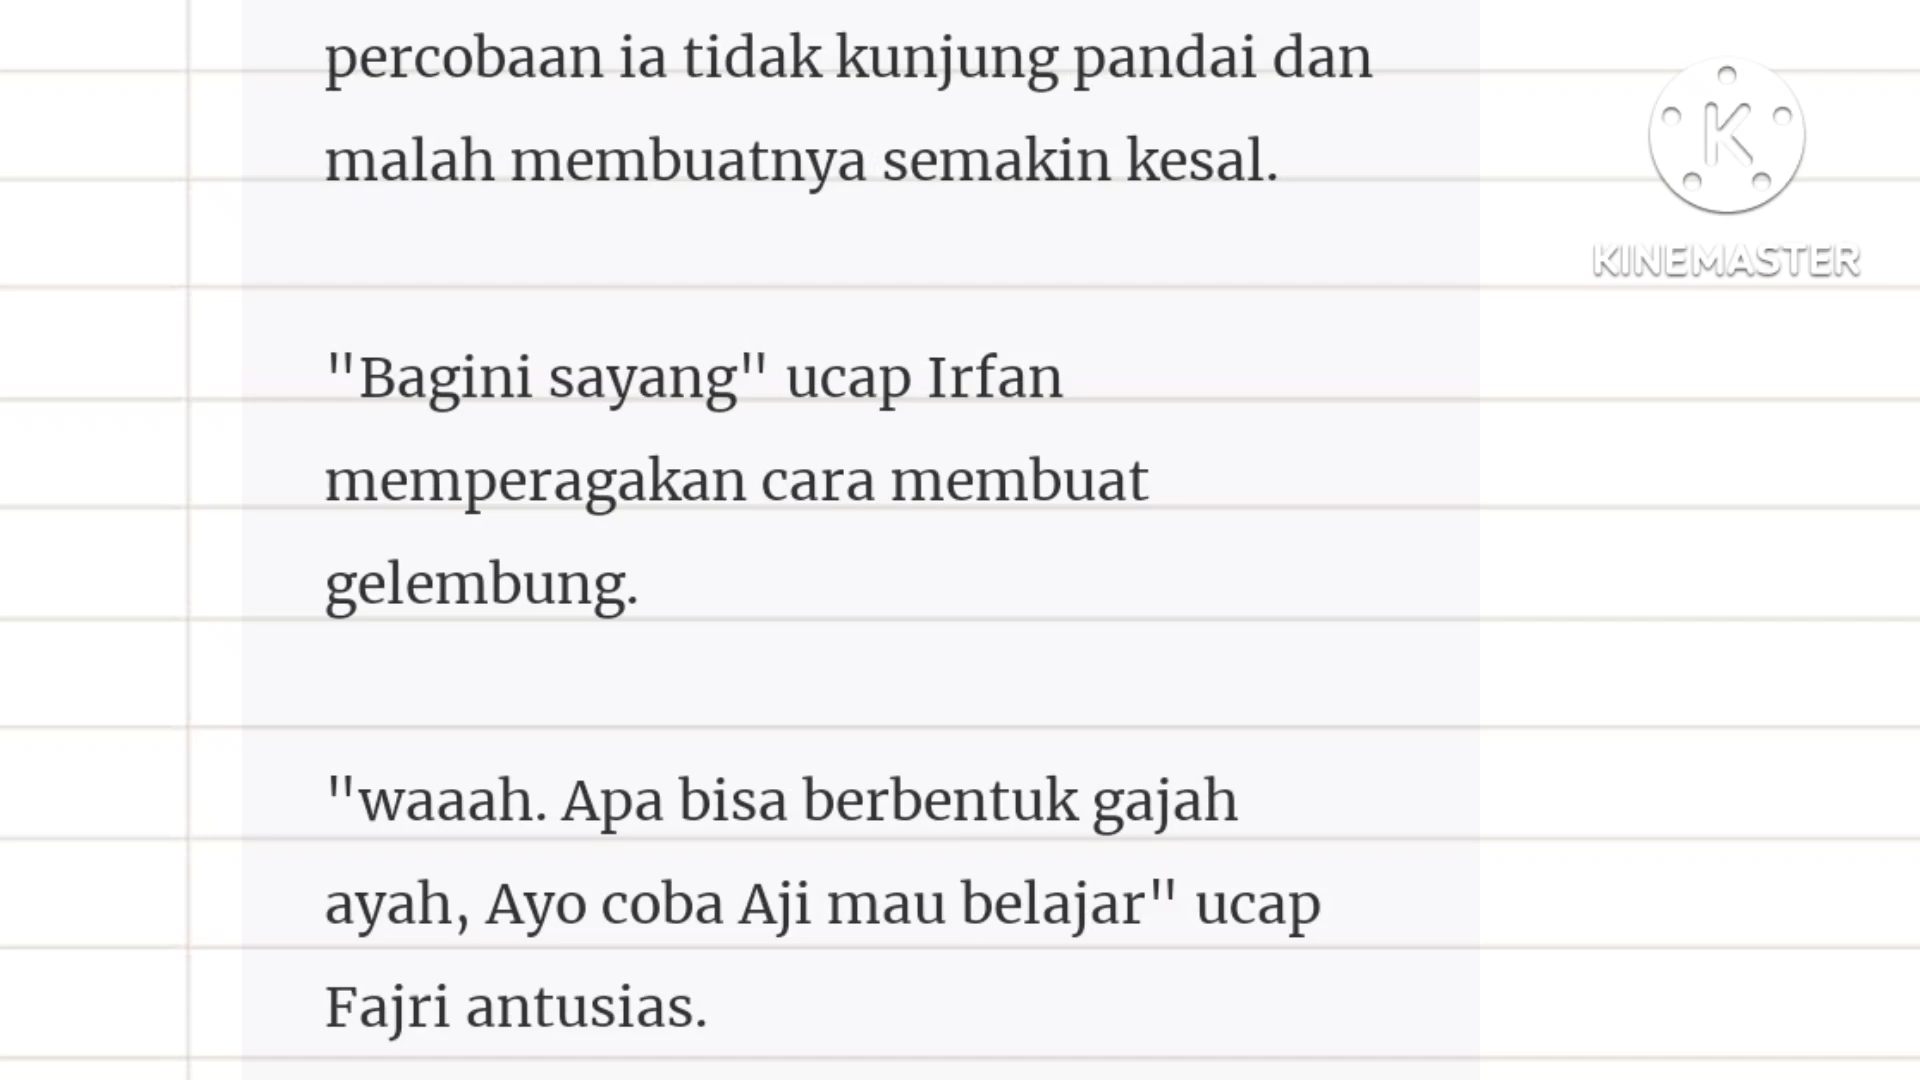 percobaan ia tidak kunjung pandai dan
malah membuatnya semakin kesal.
K
KINEMASTER
"Bagini sayang" ucap Irfan
memperagakan cara membuat
gelembung.
"waaah. Apa bisa berbentuk gajah
ayah, Ayo coba Aji mau belajar" ucap
Fajri antusias.